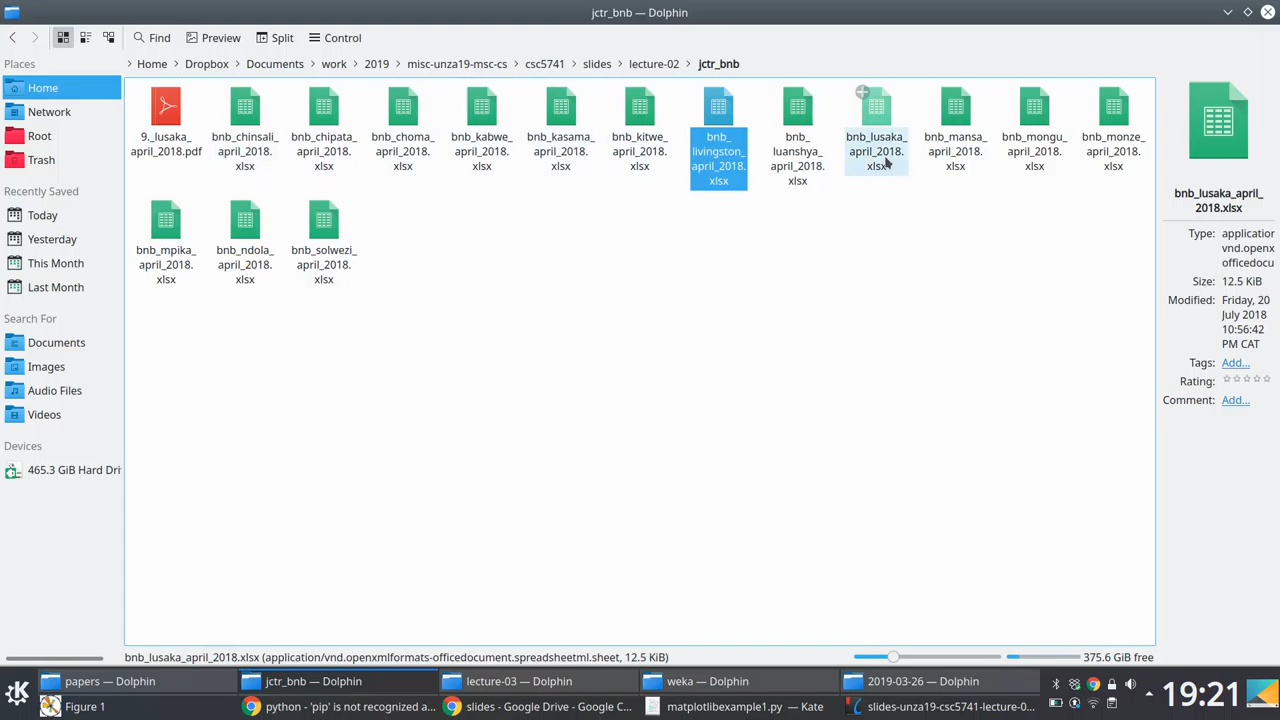 jctr_bnb — Dolphin
Find
Preview
Split
Control
Places
Home
Network
Root
Trash
Recently Saved
Today
Yesterday
This Month
Last Month
Search For
Documents
Images
Audio Files
Videos
Devices
465.3 GiB Hard Dri
Home
Dropbox
Documents
work
2019
misc-unza19-msc-cs
csc5741
slides
lecture-02
jctr_bnb
9._lusaka_
april_2018.pdf
bnb_chinsali_
april_2018.
xlsx
bnb_chipata_
april_2018.
xlsx
bnb_choma_
april_2018.
xlsx
bnb_kabwe_
april_2018.
xlsx
bnb_kasama_
april_2018.
xlsx
bnb_kitwe_
april_2018.
xlsx
bnb_
livingston_
april_2018.
xlsx
bnb_
luanshya_
april_2018.
xlsx
bnb_lusaka_
april_2018.
xlsx
bnb_mansa_
april_2018.
xlsx
bnb_mongu_
april_2018.
xlsx
bnb_monze_
april_2018.
xlsx
bnb_mpika_
april_2018.
xlsx
bnb_ndola_
april_2018.
xlsx
bnb_solwezi_
april_2018.
xlsx
bnb_lusaka_april_
2018.xlsx
Type: application
vnd.openx
officedocu
Size: 12.5 KiB
Modified: Friday, 20
July 2018
10:56:42
PM CAT
Tags: Add...
Rating:
Comment: Add...
bnb_lusaka_april_2018.xlsx (application/vnd.openxmlformats-officedocument.spreadsheetml.sheet, 12.5 KiB)
375.6 GiB free
papers — Dolphin
jctr_bnb — Dolphin
lecture-03 — Dolphin
weka — Dolphin
2019-03-26 — Dolphin
Figure 1
python - 'pip' is not recognized a...
slides - Google Drive - Google C...
matplotlibexample1.py — Kate
slides-unza19-csc5741-lecture-0...
19:21